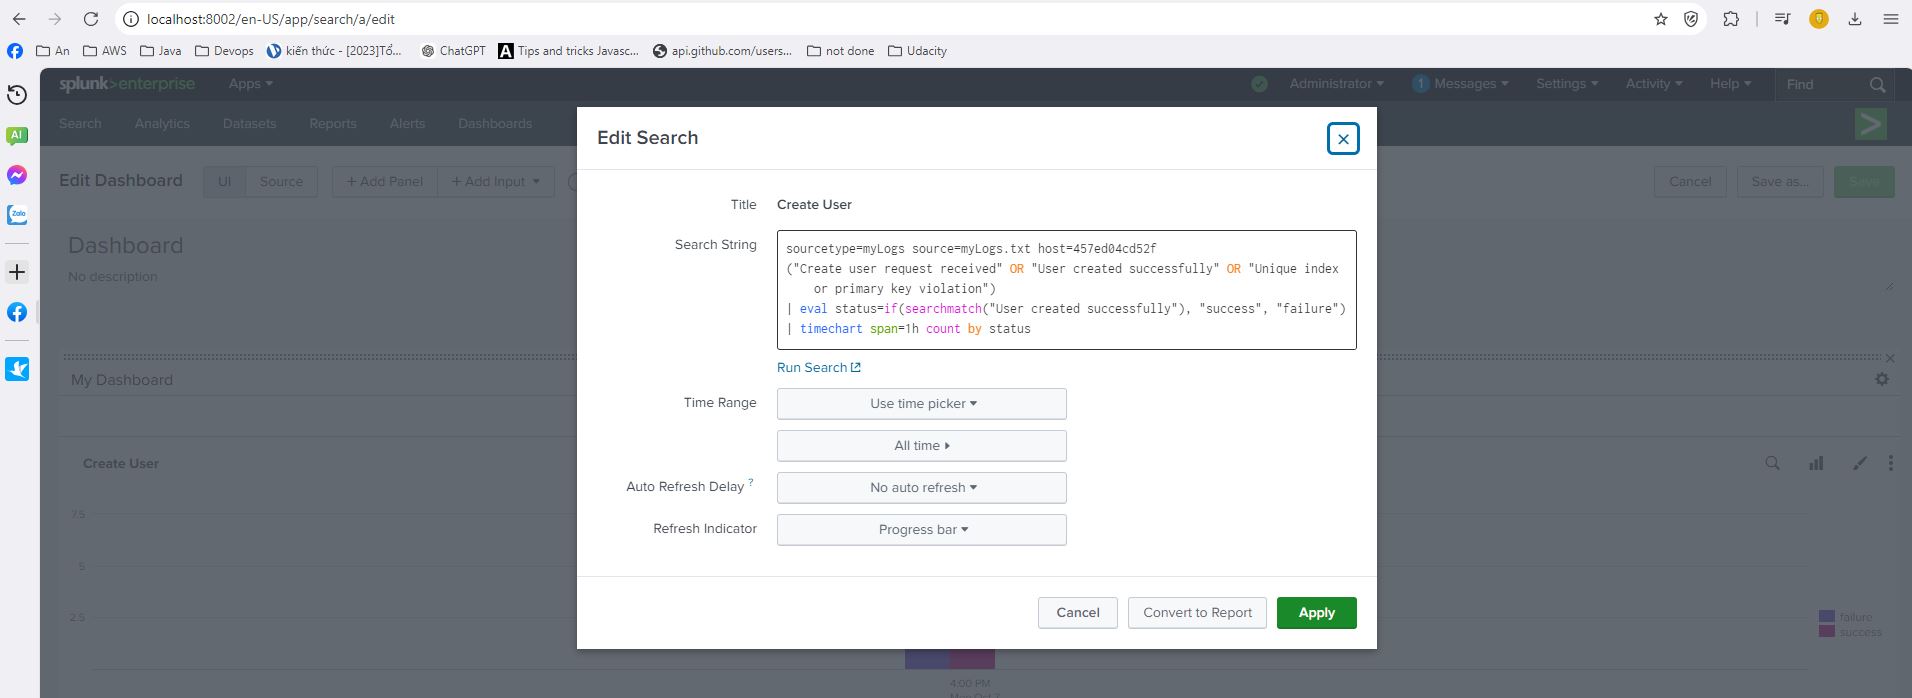 localhost:8002/en-US/app/search/a/edit
An
AWS
Java
Devops
kiến thức - [2023]Tổ...
ChatGPT
A
Tips and tricks Javasc...
api.github.com/users...
not done
Udacity
AI
Zalo
splunk>enterprise
Apps
Administrator
1
Messages
Settings
Activity
Help
Find
Search
Analytics
Datasets
Reports
Alerts
Dashboards
Edit Dashboard
UI
Source
+ Add Panel
+ Add Input
Cancel
Save as...
Save
Dashboard
No description
My Dashboard
Create User
7.5
5
2.5
failure
success
4:00 PM
Edit Search
Title
Create User
Search String
sourcetype=myLogs source=myLogs.txt host=457ed04cd52f
("Create user request received" OR "User created successfully" OR "Unique index
or primary key violation")
| eval status=if(searchmatch("User created successfully"), "success", "failure")
| timechart span=1h count by status
Run Search
Time Range
Use time picker
All time
Auto Refresh Delay ?
No auto refresh
Refresh Indicator
Progress bar
Cancel
Convert to Report
Apply